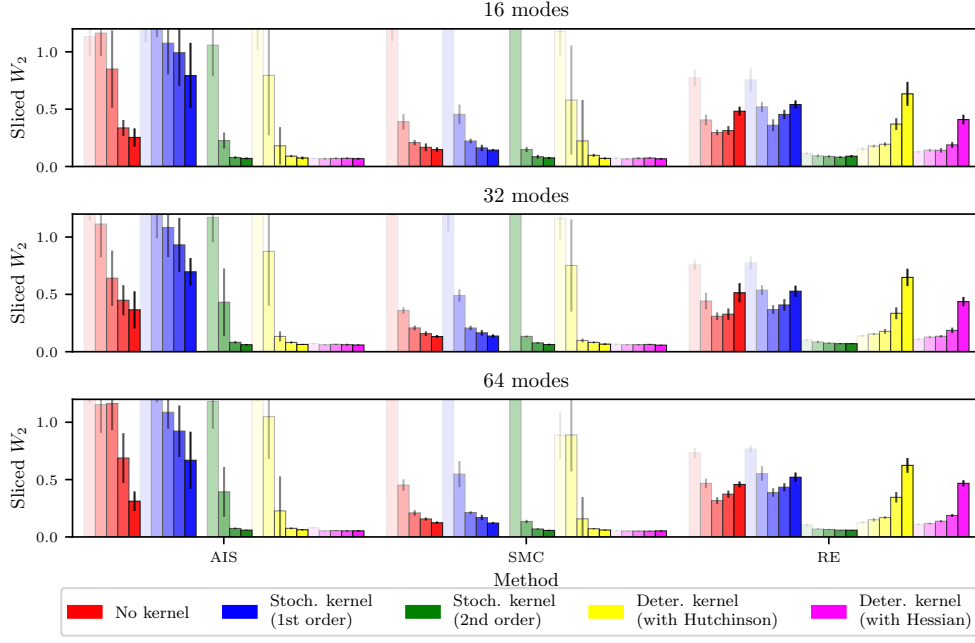 16 modes
Sliced W2
1.0
0.5
0.0
32 modes
Sliced W2
1.0
0.5
0.0
64 modes
Sliced W2
1.0
0.5
0.0
AIS SMC RE
Method
No kernel
Stoch. kernel
(1st order)
Stoch. kernel
(2nd order)
Deter. kernel
(with Hutchinson)
Deter. kernel
(with Hessian)